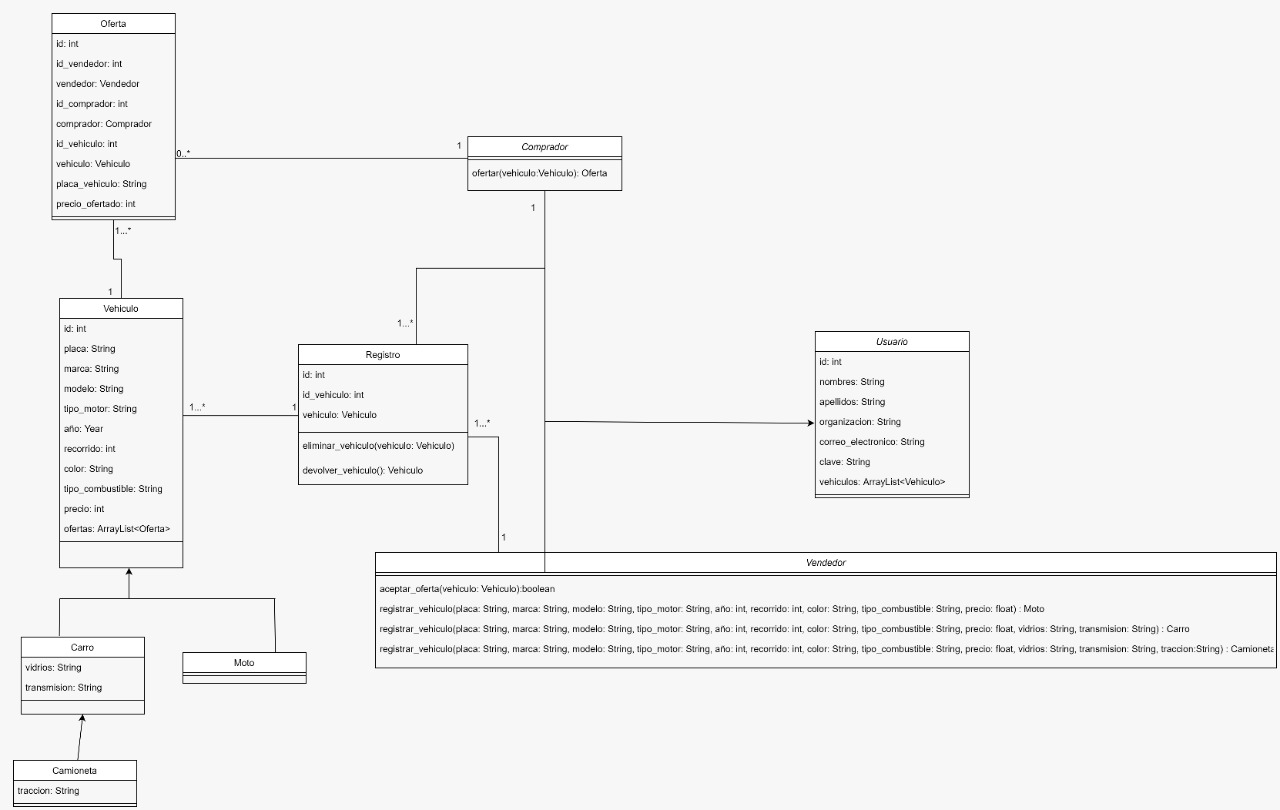 Oferta
id: int
id_vendedor: int
vendedor: Vendedor
id_comprador: int
comprador: Comprador
id_vehiculo: int
vehiculo: Vehiculo
placa_vehiculo: String
precio_ofertado: int
0..*
1
Comprador
ofertar(vehiculo:Vehiculo): Oferta
1
1...*
1
Vehiculo
id: int
placa: String
marca: String
modelo: String
tipo_motor: String
año: Year
recorrido: int
color: String
tipo_combustible: String
precio: int
ofertas: ArrayList<Oferta>
1...*
1
1...*
Registro
id: int
id_vehiculo: int
vehiculo: Vehiculo
eliminar_vehiculo(vehiculo: Vehiculo)
devolver_vehiculo(): Vehiculo
1...*
1
Usuario
id: int
nombres: String
apellidos: String
organizacion: String
correo_electronico: String
clave: String
vehiculos: ArrayList<Vehiculo>
Vendedor
aceptar_oferta(vehiculo: Vehiculo):boolean
registrar_vehiculo(placa: String, marca: String, modelo: String, tipo_motor: String, año: int, recorrido: int, color: String, tipo_combustible: String, precio: float) : Moto
registrar_vehiculo(placa: String, marca: String, modelo: String, tipo_motor: String, año: int, recorrido: int, color: String, tipo_combustible: String, precio: float, vidrios: String, transmision: String) : Carro
registrar_vehiculo(placa: String, marca: String, modelo: String, tipo_motor: String, año: int, recorrido: int, color: String, tipo_combustible: String, precio: float, vidrios: String, transmision: String, traccion:String) : Camioneta
Carro
vidrios: String
transmision: String
Moto
Camioneta
traccion: String